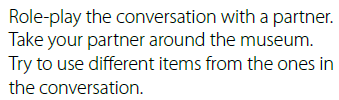 Role-play the conversation with a partner.
Take your partner around the museum.
Try to use different items from the ones in
the conversation.